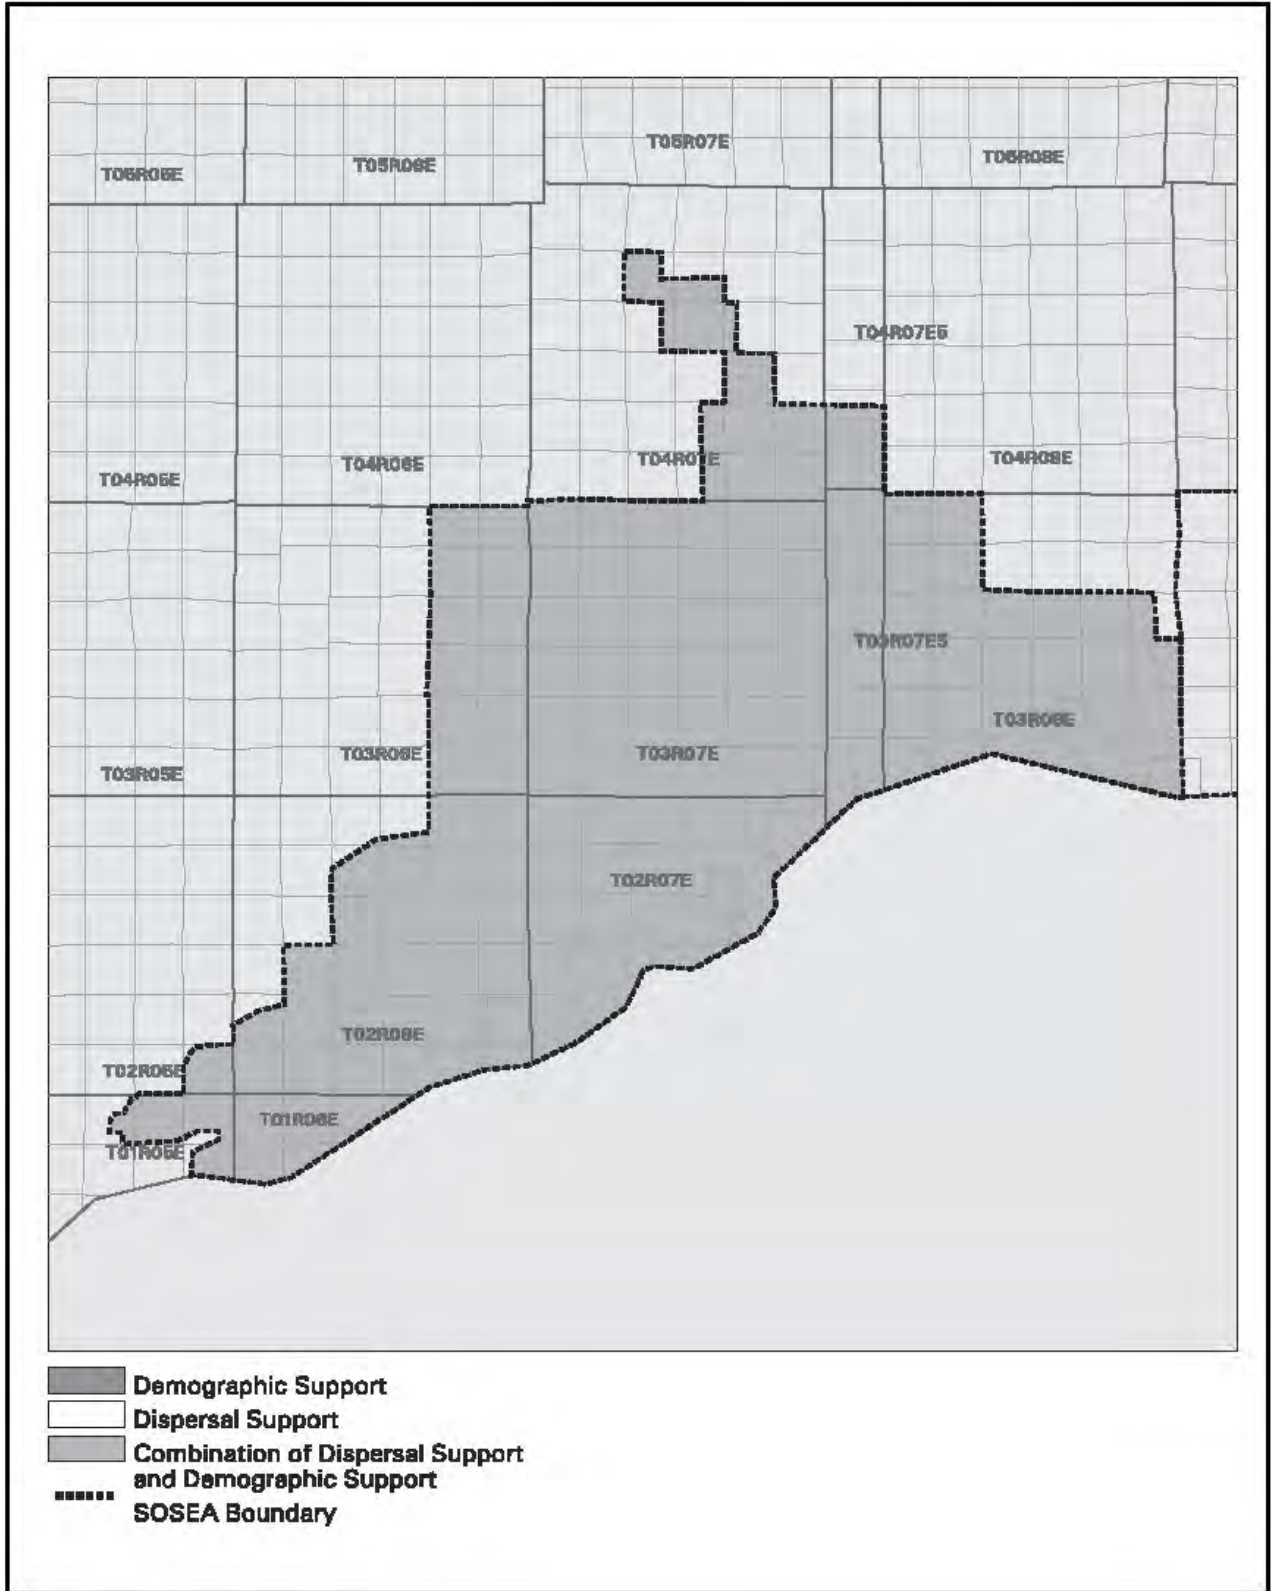 T05R07E
T05R08E
T05R06E
T05R05E
T04R07E5
T04R08E
T04R07E
T04R06E
T04R05E
T03R07E5
T03R08E
T03R07E
T03R06E
T03R05E
T02R07E
T02R06E
T02R05E
T01R06E
T01R05E
Demographic Support
Dispersal Support
Combination of Dispersal Support
and Demographic Support
SOSEA Boundary